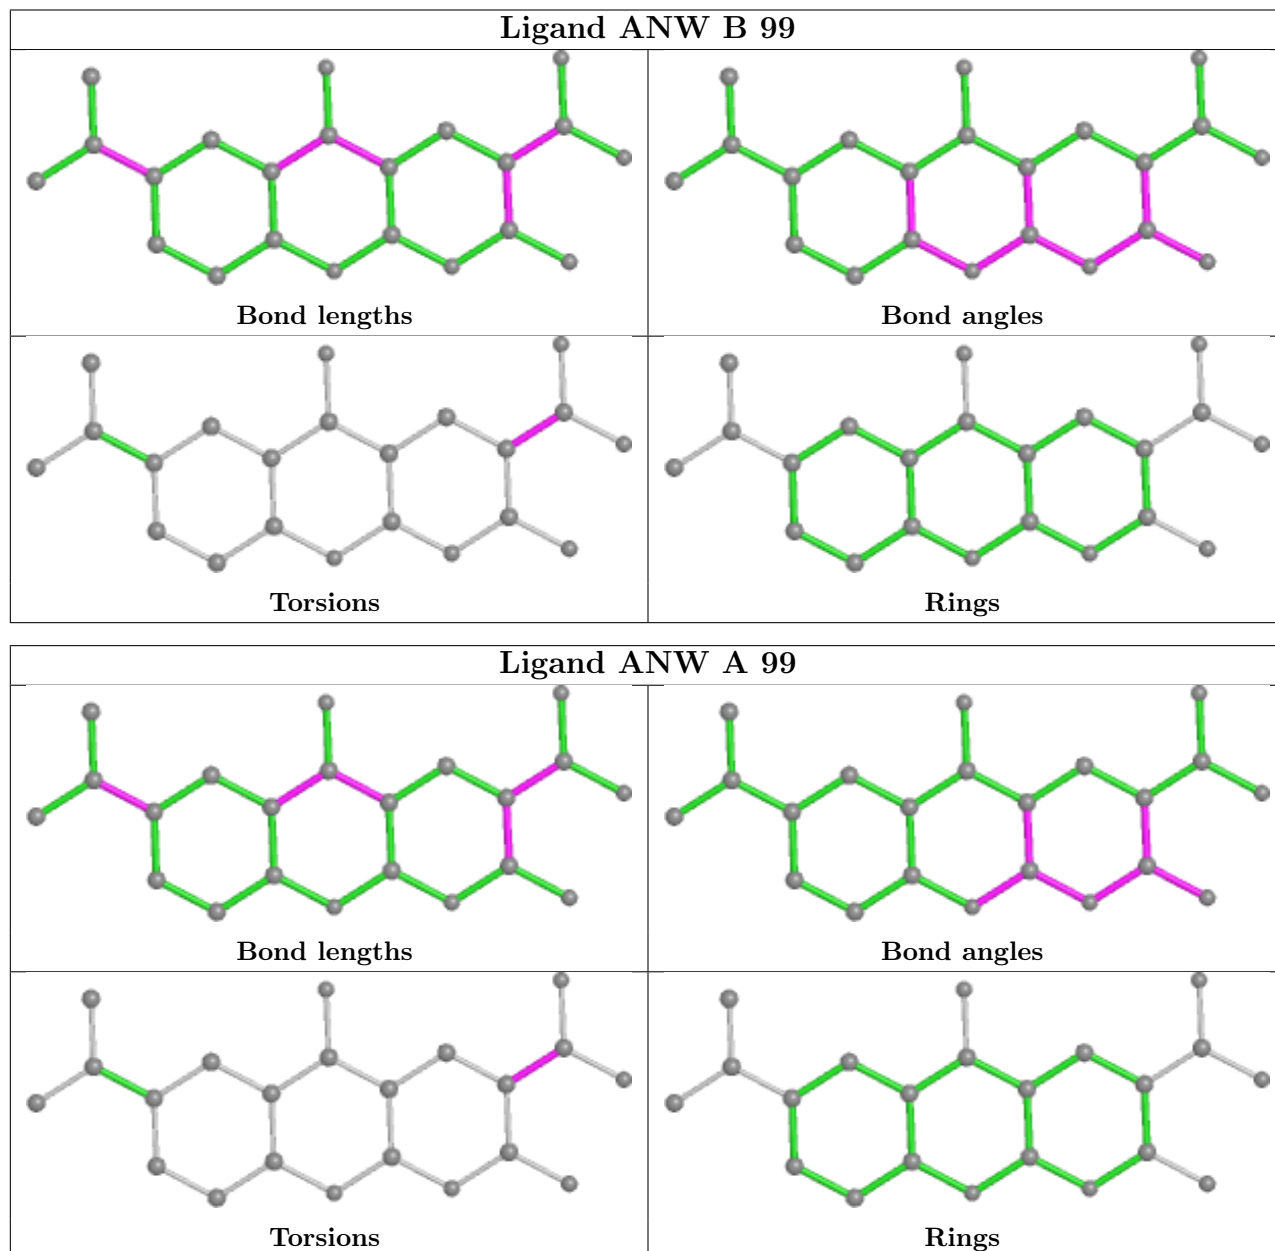 Ligand ANW B 99
Bond lengths
Bond angles
Torsions
Rings
Ligand ANW A 99
Bond lengths
Bond angles
Torsions
Rings